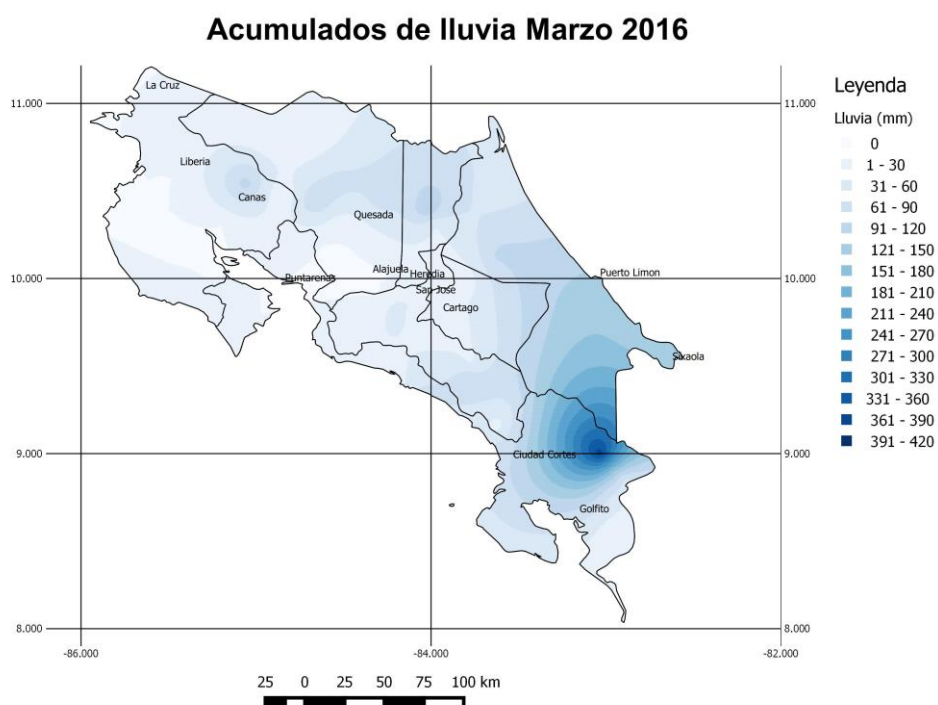 Acumulados de lluvia Marzo 2016
La Cruz
11.000
11.000
Liberia
Canas
Quesada
Alajuela
Heredia
Puerto Limon
10.000
10.000
Puntarenas
San Jose
Cartago
Sixaola
9.000
9.000
Ciudad Cortes
Golfito
8.000
8.000
-86.000
-84.000
-82.000
25 0 25 50 75 100 km
Leyenda
Lluvia (mm)
0
1 - 30
31 - 60
61 - 90
91 - 120
121 - 150
151 - 180
181 - 210
211 - 240
241 - 270
271 - 300
301 - 330
331 - 360
361 - 390
391 - 420